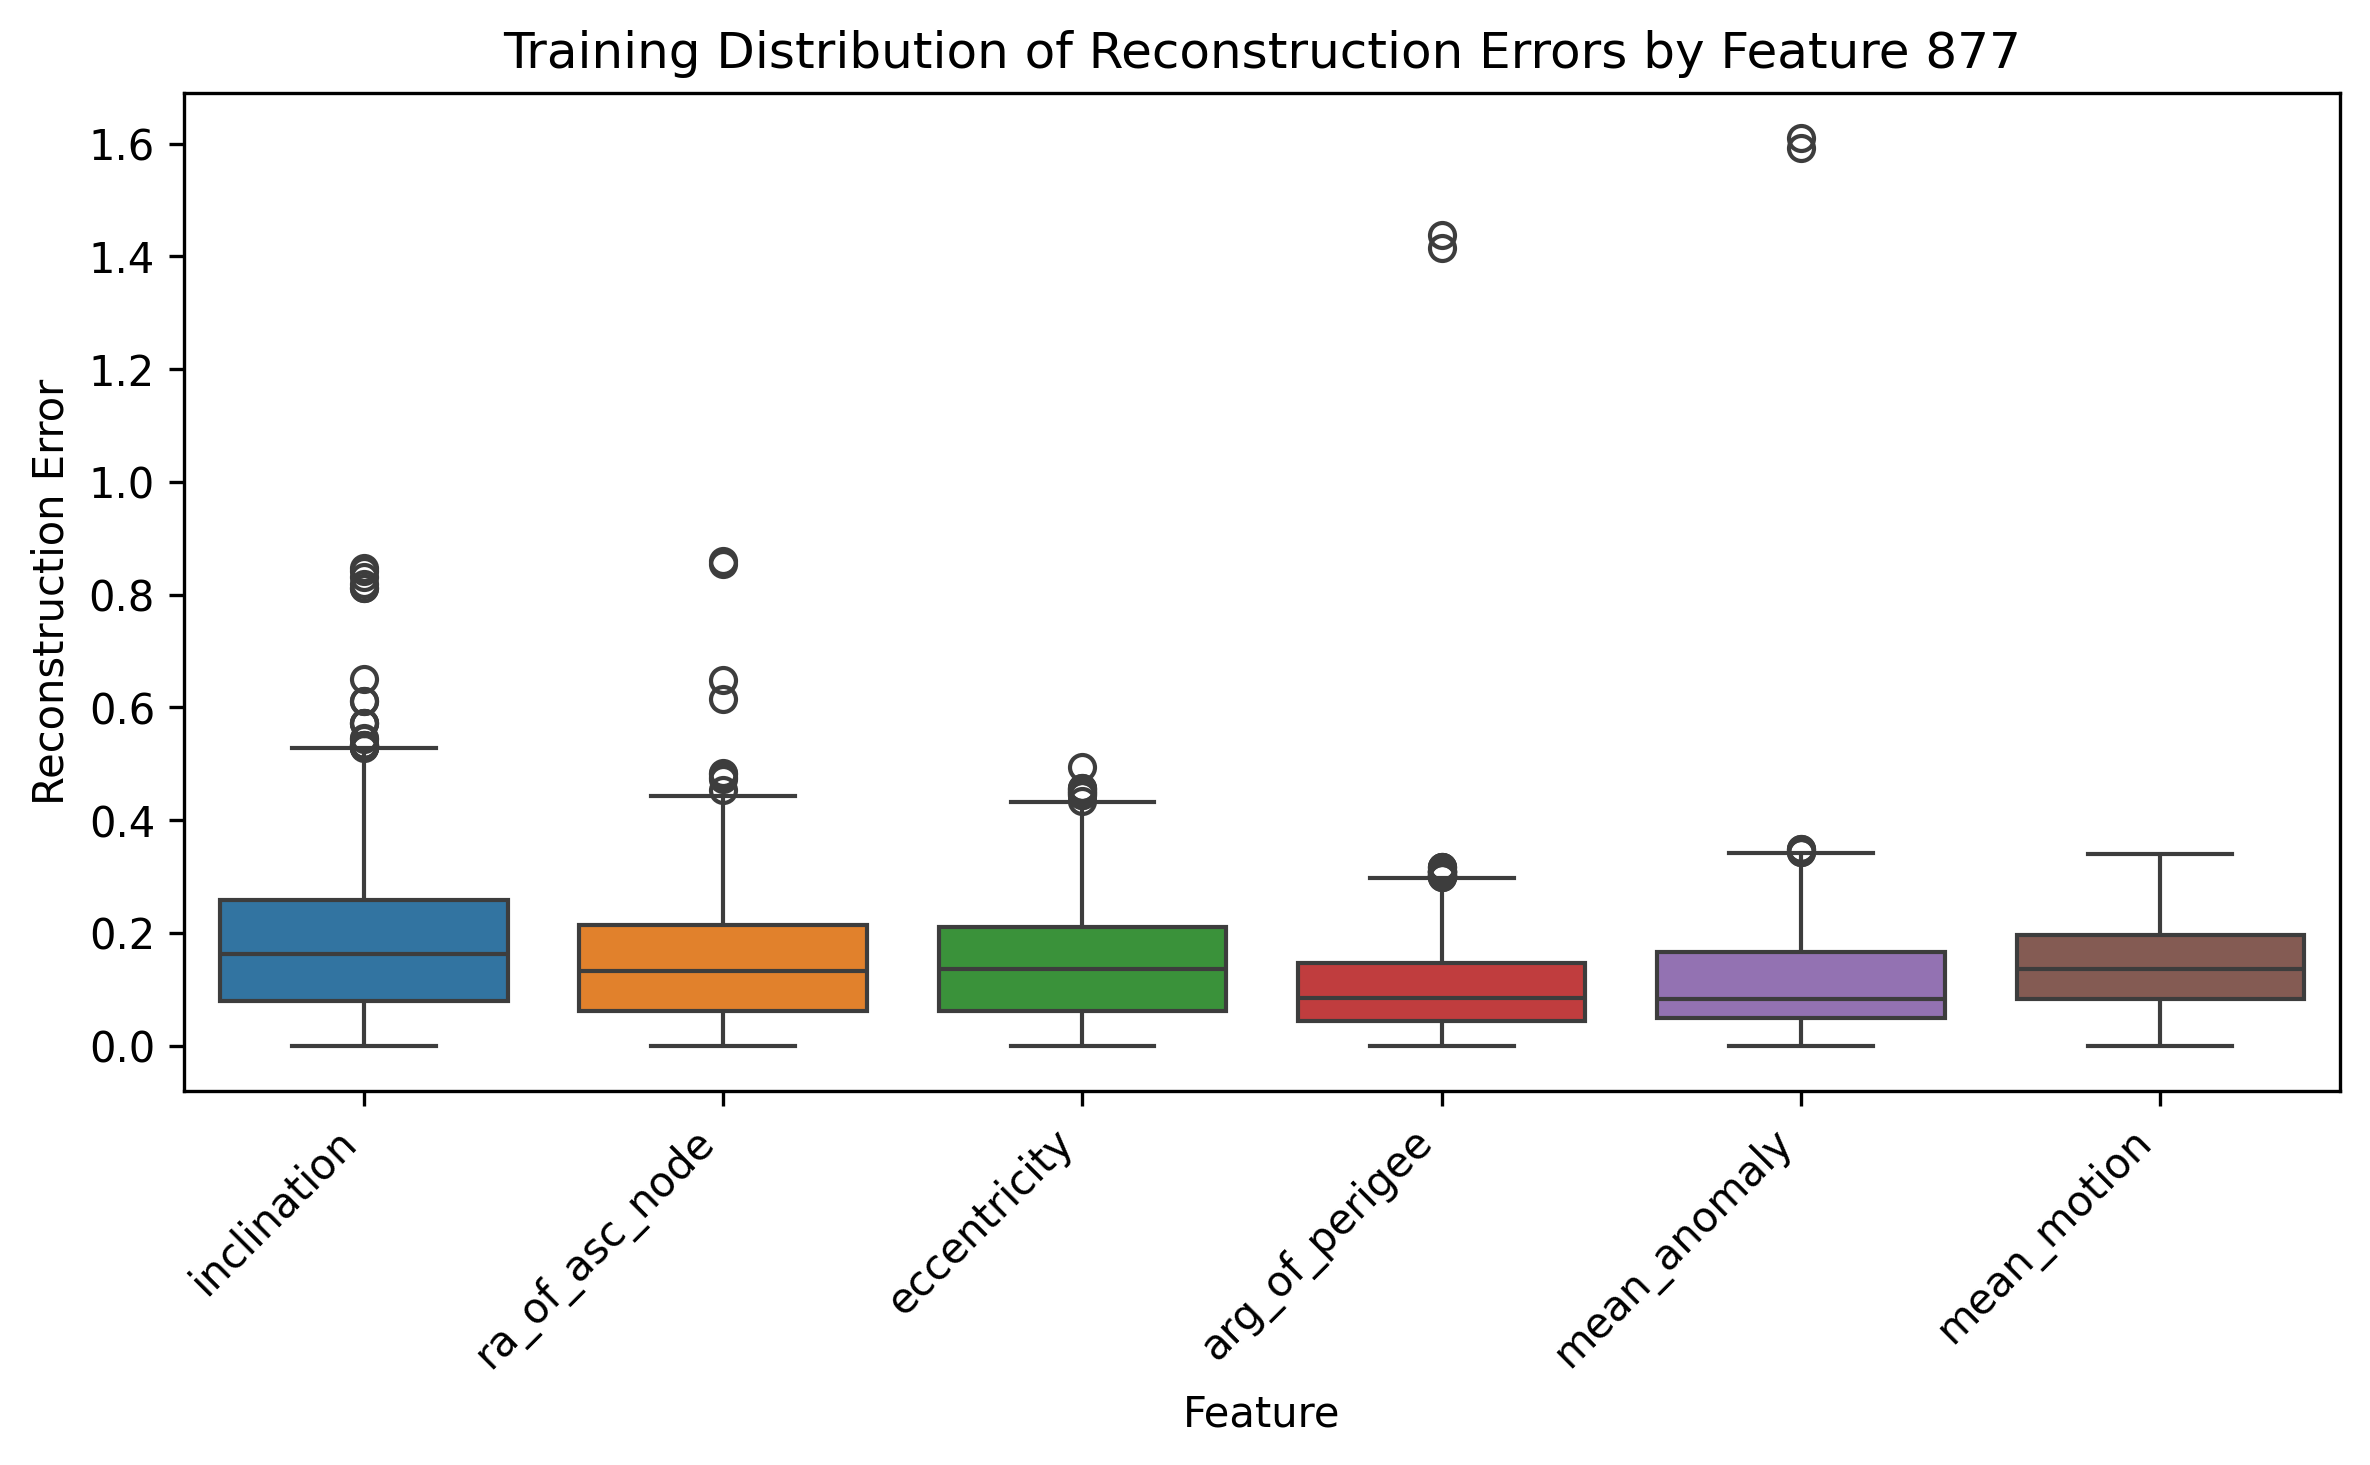 Training Distribution of Reconstruction Errors by Feature 877
Reconstruction Error
1.6
1.4
1.2
1.0
0.8
0.6
0.4
0.2
0.0
inclination
ra_of_asc_node
eccentricity
arg_of_perigee
mean_anomaly
mean_motion
Feature